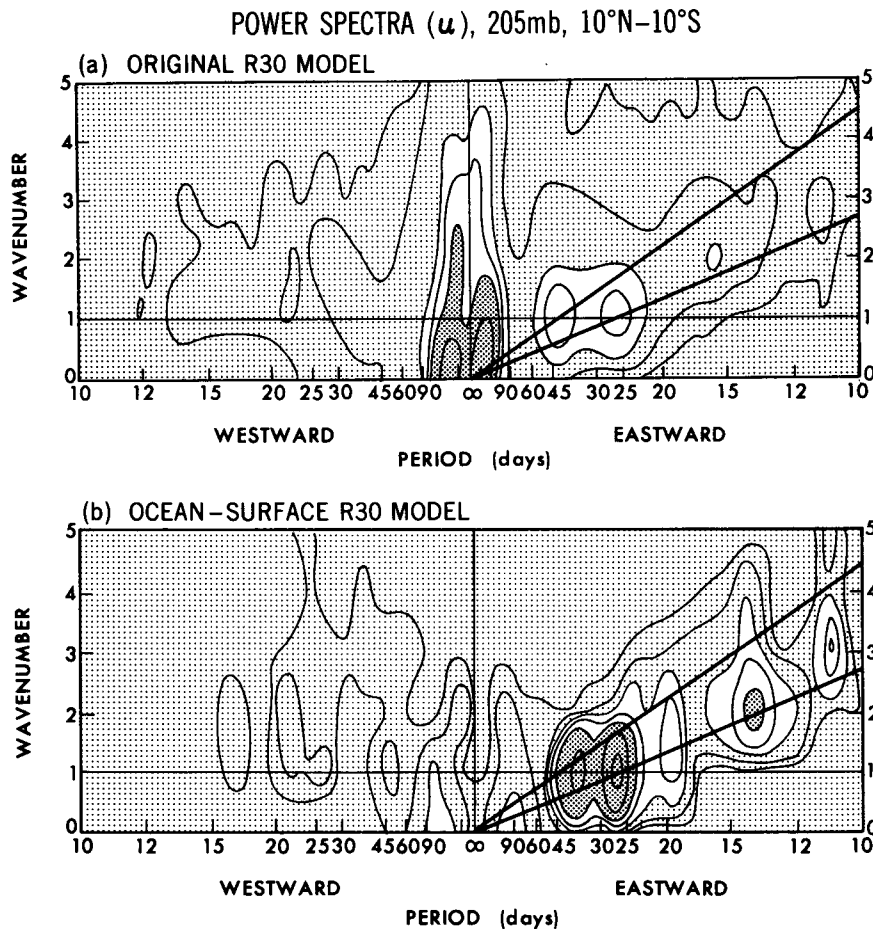 POWER SPECTRA (u), 205mb, 10°N–10°S
(a) ORIGINAL R30 MODEL
WAVENUMBER
5
4
3
2
1
0
5
4
3
2
1
0
10 12 15 20 25 30 45 60 90 ∞ 90 60 45 30 25 20 15 12 10
WESTWARD EASTWARD
PERIOD (days)
(b) OCEAN–SURFACE R30 MODEL
WAVENUMBER
5
4
3
2
1
0
5
4
3
2
1
0
10 12 15 20 25 30 45 60 90 ∞ 90 60 45 30 25 20 15 12 10
WESTWARD EASTWARD
PERIOD (days)